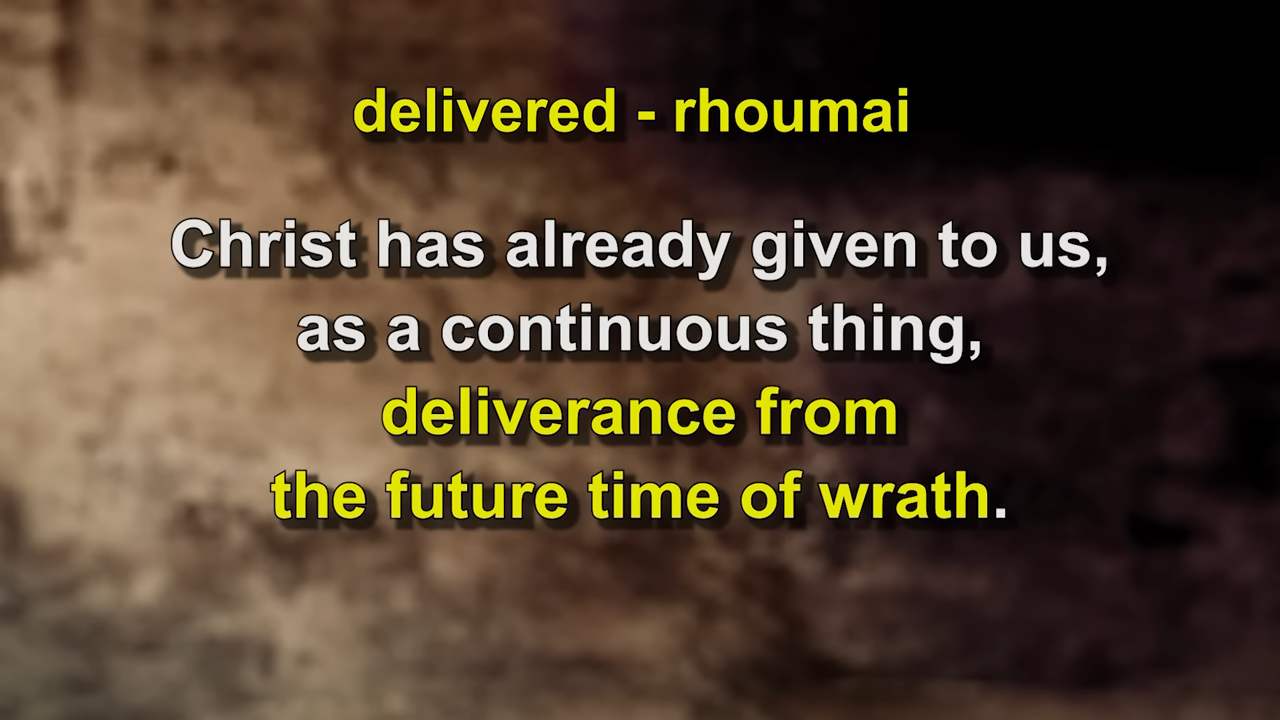 delivered - rhoumai
Christ has already given to us,
as a continuous thing,
deliverance from
the future time of wrath.